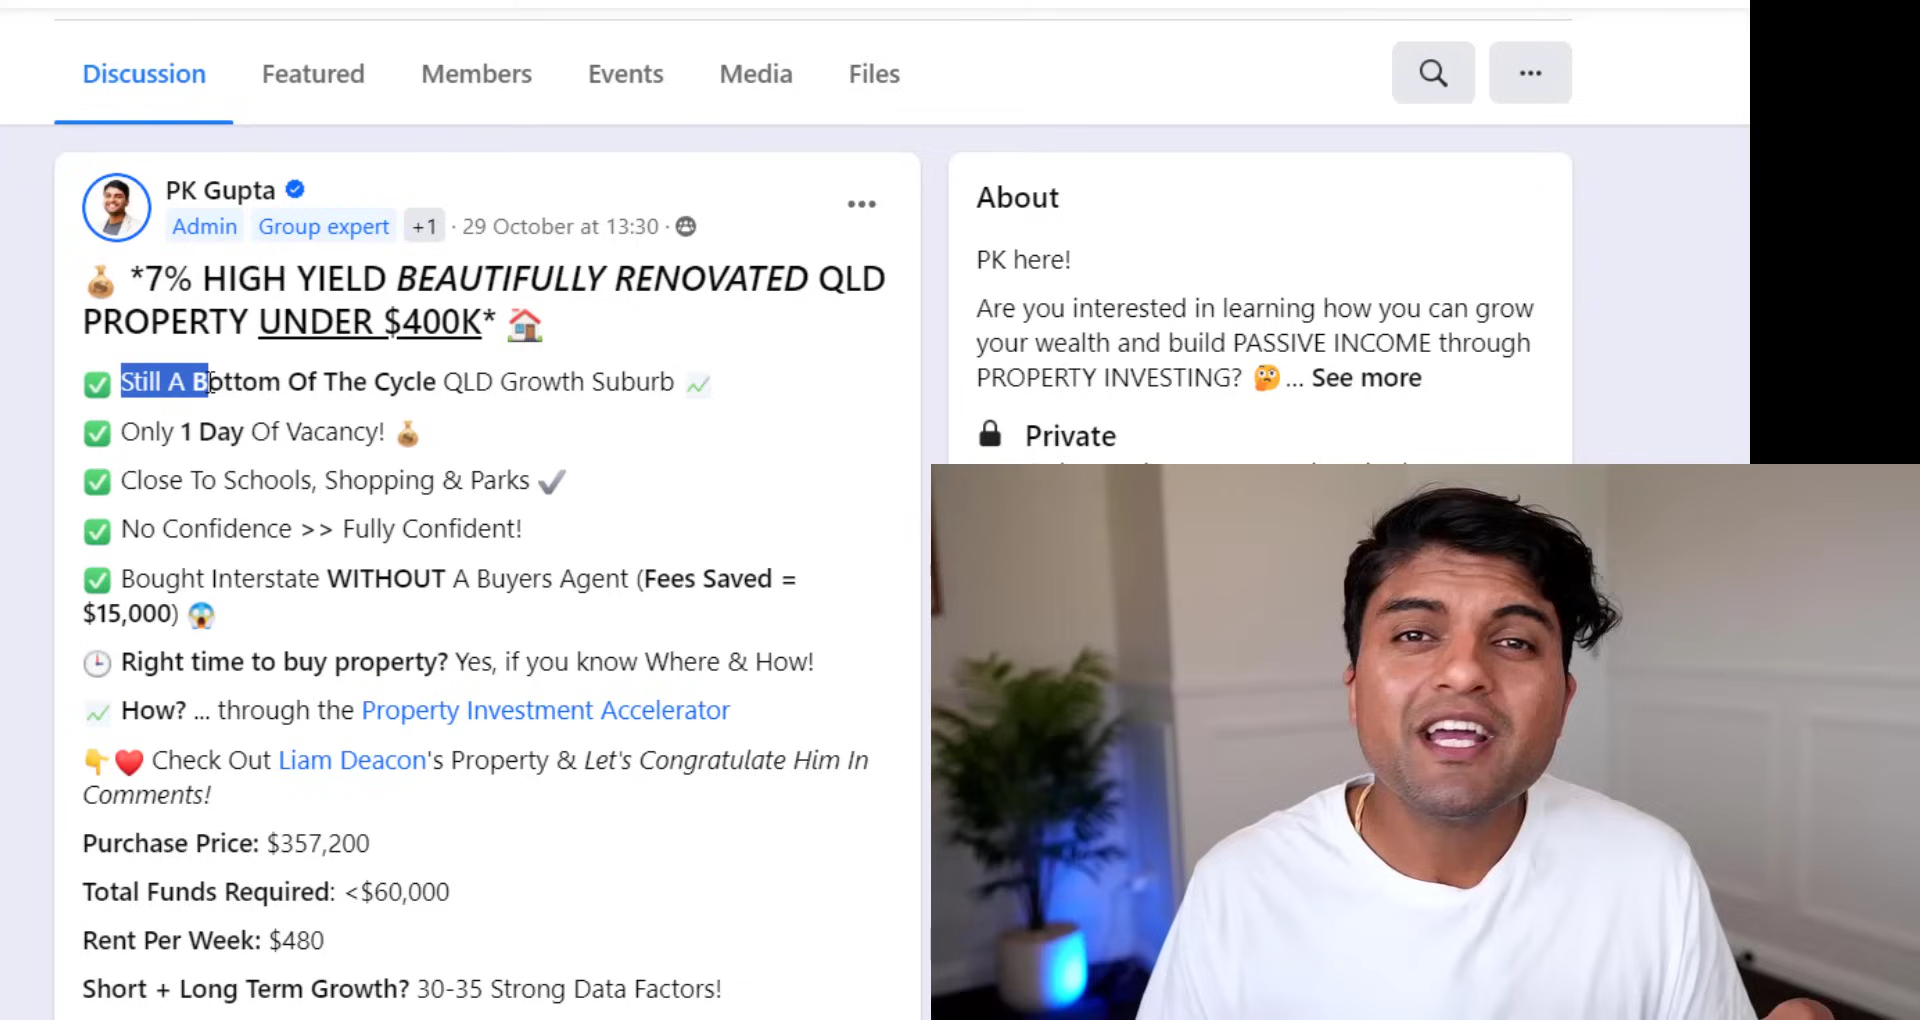 Discussion Featured Members Events Media Files
PK Gupta
Admin Group expert +1 · 29 October at 13:30 ·
💰 *7% HIGH YIELD BEAUTIFULLY RENOVATED QLD
PROPERTY UNDER $400K* 🏠
✅ Still A Bottom Of The Cycle QLD Growth Suburb 📈
✅ Only 1 Day Of Vacancy! 💰
✅ Close To Schools, Shopping & Parks ✔️
✅ No Confidence >> Fully Confident!
✅ Bought Interstate WITHOUT A Buyers Agent (Fees Saved =
$15,000) 😱
🕒 Right time to buy property? Yes, if you know Where & How!
📈 How? ... through the Property Investment Accelerator
👇❤️ Check Out Liam Deacon's Property & Let's Congratulate Him In
Comments!
Purchase Price: $357,200
Total Funds Required: <$60,000
Rent Per Week: $480
Short + Long Term Growth? 30-35 Strong Data Factors!
About
PK here!
Are you interested in learning how you can grow
your wealth and build PASSIVE INCOME through
PROPERTY INVESTING? 🤔 ... See more
Private